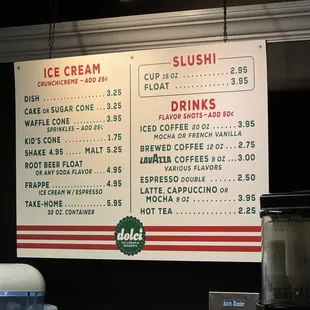 ICE CREAM
CRUNCHICREME - ADD 25¢
DISH 3.25
CAKE OR SUGAR CONE 3.25
WAFFLE CONE 3.95
SPRINKLES - ADD 25¢
KID'S CONE 1.75
SHAKE 4.95 MALT 5.25
ROOT BEER FLOAT 4.95
OR ANY SODA FLAVOR
FRAPPE 4.95
ICE CREAM W/ ESPRESSO
TAKE-HOME 5.95
32 OZ. CONTAINER
SLUSHI
CUP 16 OZ 2.95
FLOAT 3.95
DRINKS
FLAVOR SHOTS - ADD 50¢
ICED COFFEE 20 OZ 3.95
MOCHA OR FRENCH VANILLA
BREWED COFFEE 12 OZ 2.75
LAVAZZA COFFEES 9 OZ 3.00
VARIOUS FLAVORS
ESPRESSO DOUBLE 2.50
LATTE, CAPPUCCINO OR
MOCHA 9 OZ 3.95
HOT TEA 2.25
dolci